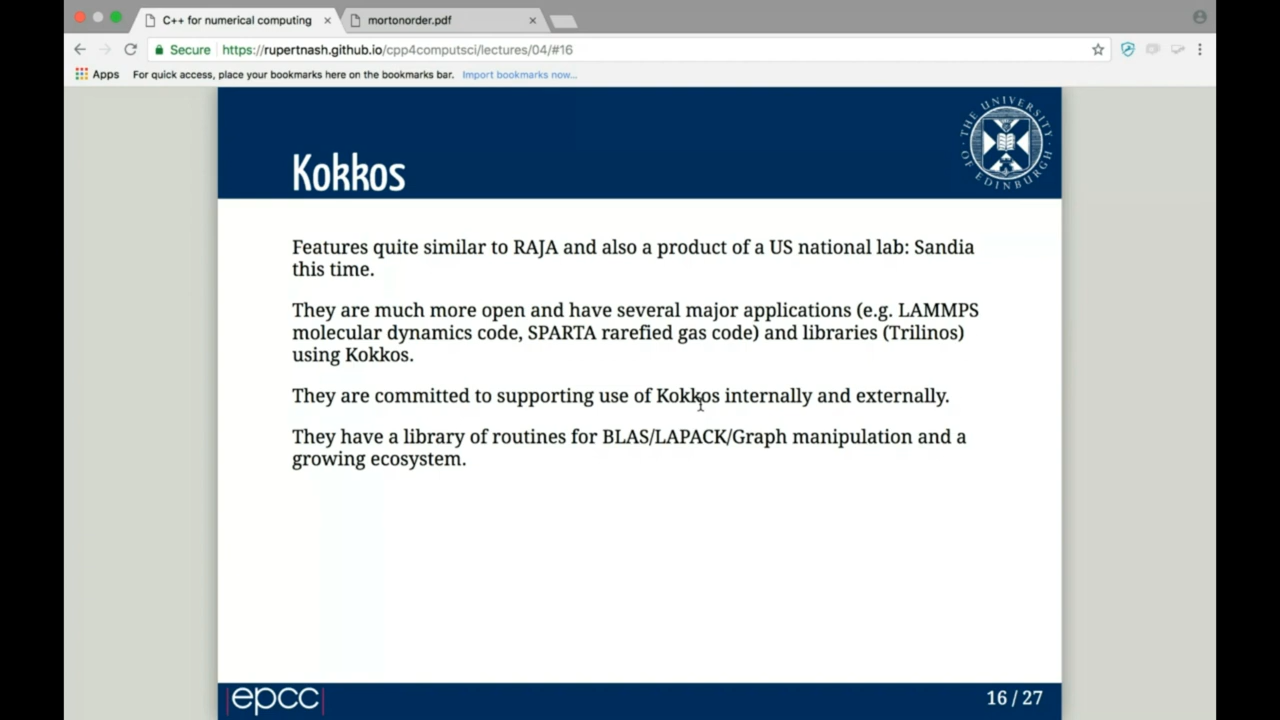 C++ for numerical computing
mortonorder.pdf
Secure
https://rupertnash.github.io/cpp4computsci/lectures/04/#16
Apps
For quick access, place your bookmarks here on the bookmarks bar. Import bookmarks now...
THE UNIVERSITY OF EDINBURGH
Kokkos
Features quite similar to RAJA and also a product of a US national lab: Sandia
this time.
They are much more open and have several major applications (e.g. LAMMPS
molecular dynamics code, SPARTA rarefied gas code) and libraries (Trilinos)
using Kokkos.
They are committed to supporting use of Kokkos internally and externally.
They have a library of routines for BLAS/LAPACK/Graph manipulation and a
growing ecosystem.
|epcc|
16 / 27